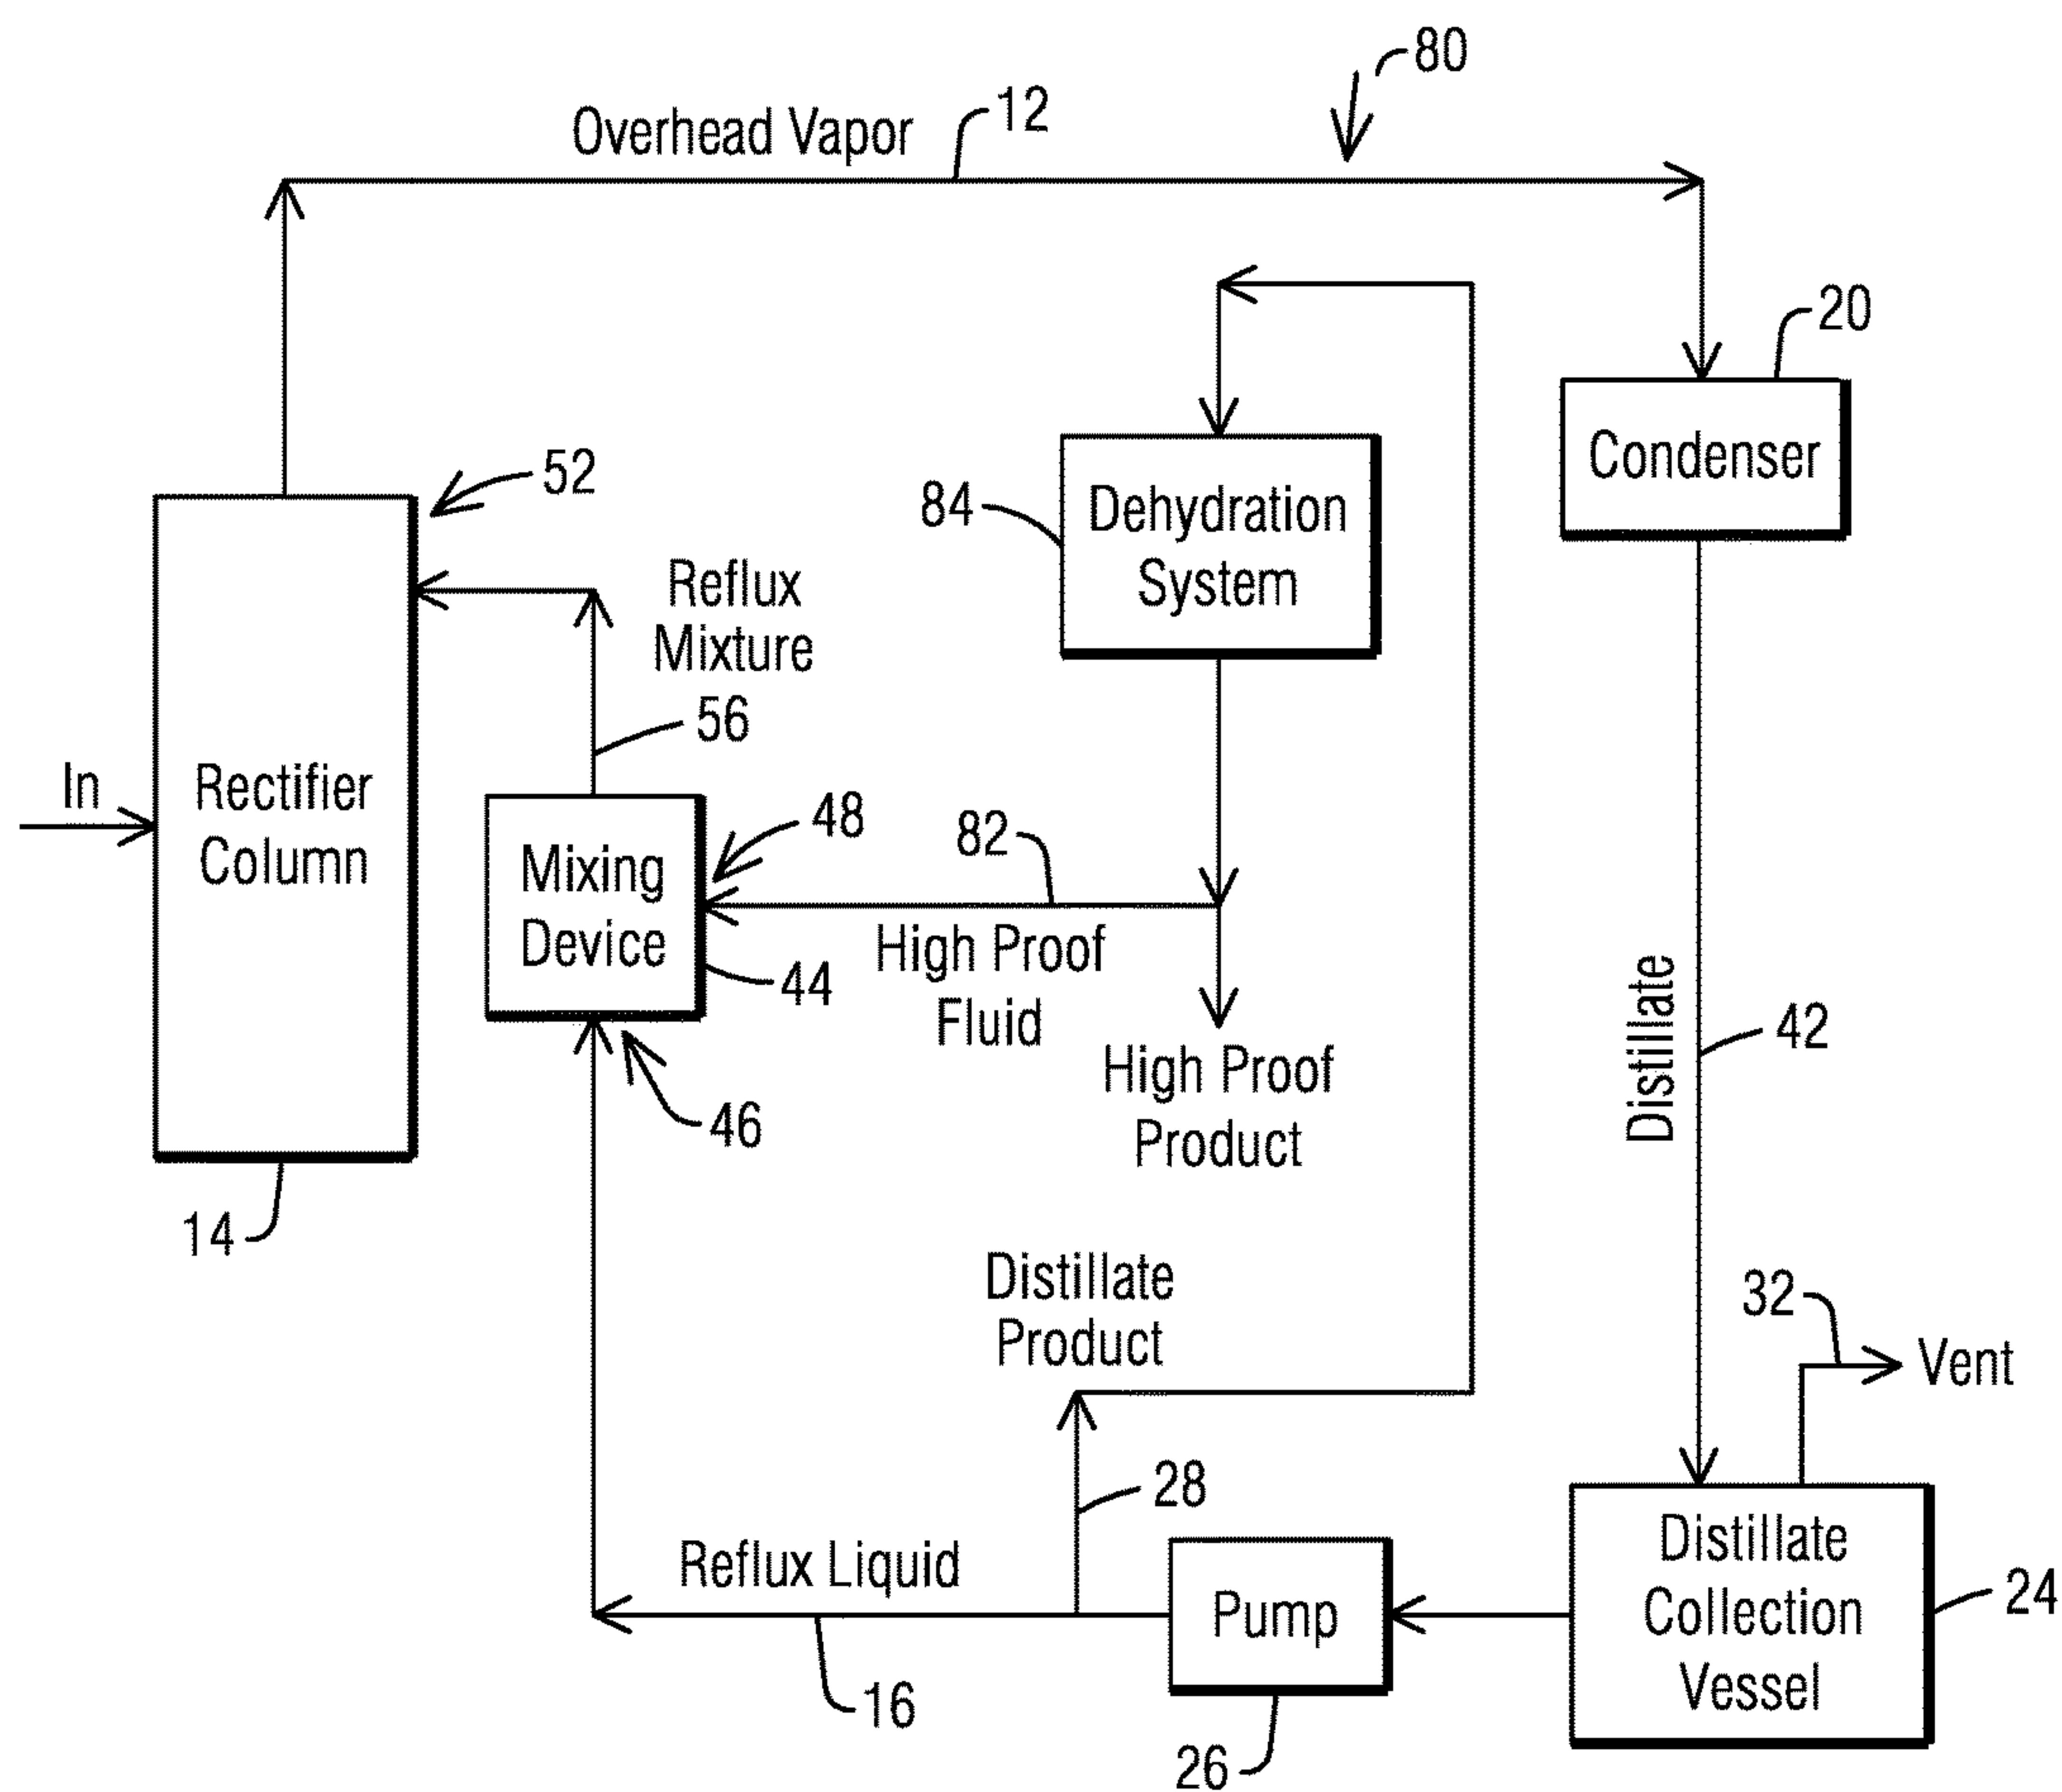 80
12
Overhead Vapor
20
Condenser
52
84
Dehydration
System
Reflux
Mixture
56
In
Rectifier
Column
48
82
Mixing
Device
44
High Proof
Fluid
High Proof
Product
46
14
Distillate
42
Distillate
Product
32
Vent
28
Reflux Liquid
16
Pump
26
Distillate
Collection
Vessel
24